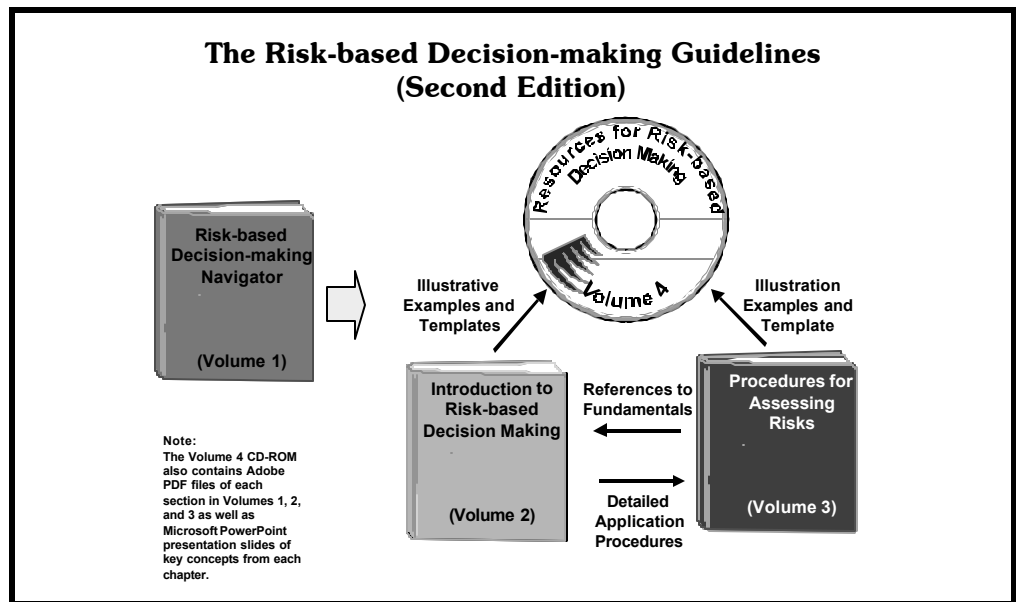 The Risk-based Decision-making Guidelines
(Second Edition)
Resources for Risk-based
Decision Making
Volume 4
Risk-based
Decision-making
Navigator
(Volume 1)
Illustrative
Examples and
Templates
Illustration
Examples and
Template
Introduction to
Risk-based
Decision Making
(Volume 2)
References to
Fundamentals
Detailed
Application
Procedures
Procedures for
Assessing
Risks
(Volume 3)
Note:
The Volume 4 CD-ROM
also contains Adobe
PDF files of each
section in Volumes 1, 2,
and 3 as well as
Microsoft PowerPoint
presentation slides of
key concepts from each
chapter.